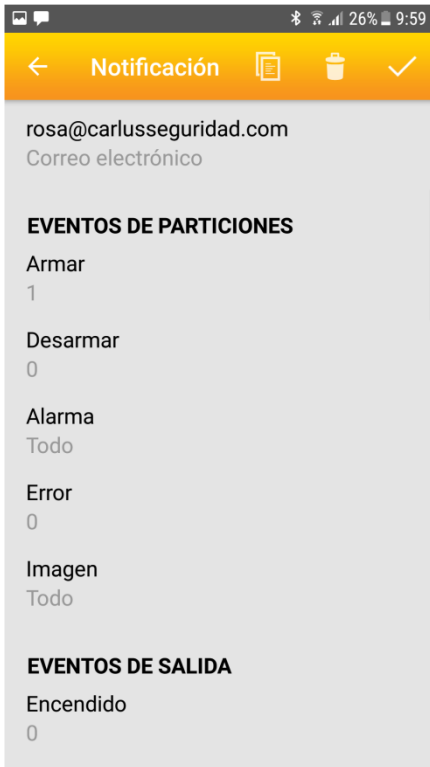 26% 9:59
Notificación
rosa@carlusseguridad.com
Correo electrónico
EVENTOS DE PARTICIONES
Armar
1
Desarmar
0
Alarma
Todo
Error
0
Imagen
Todo
EVENTOS DE SALIDA
Encendido
0